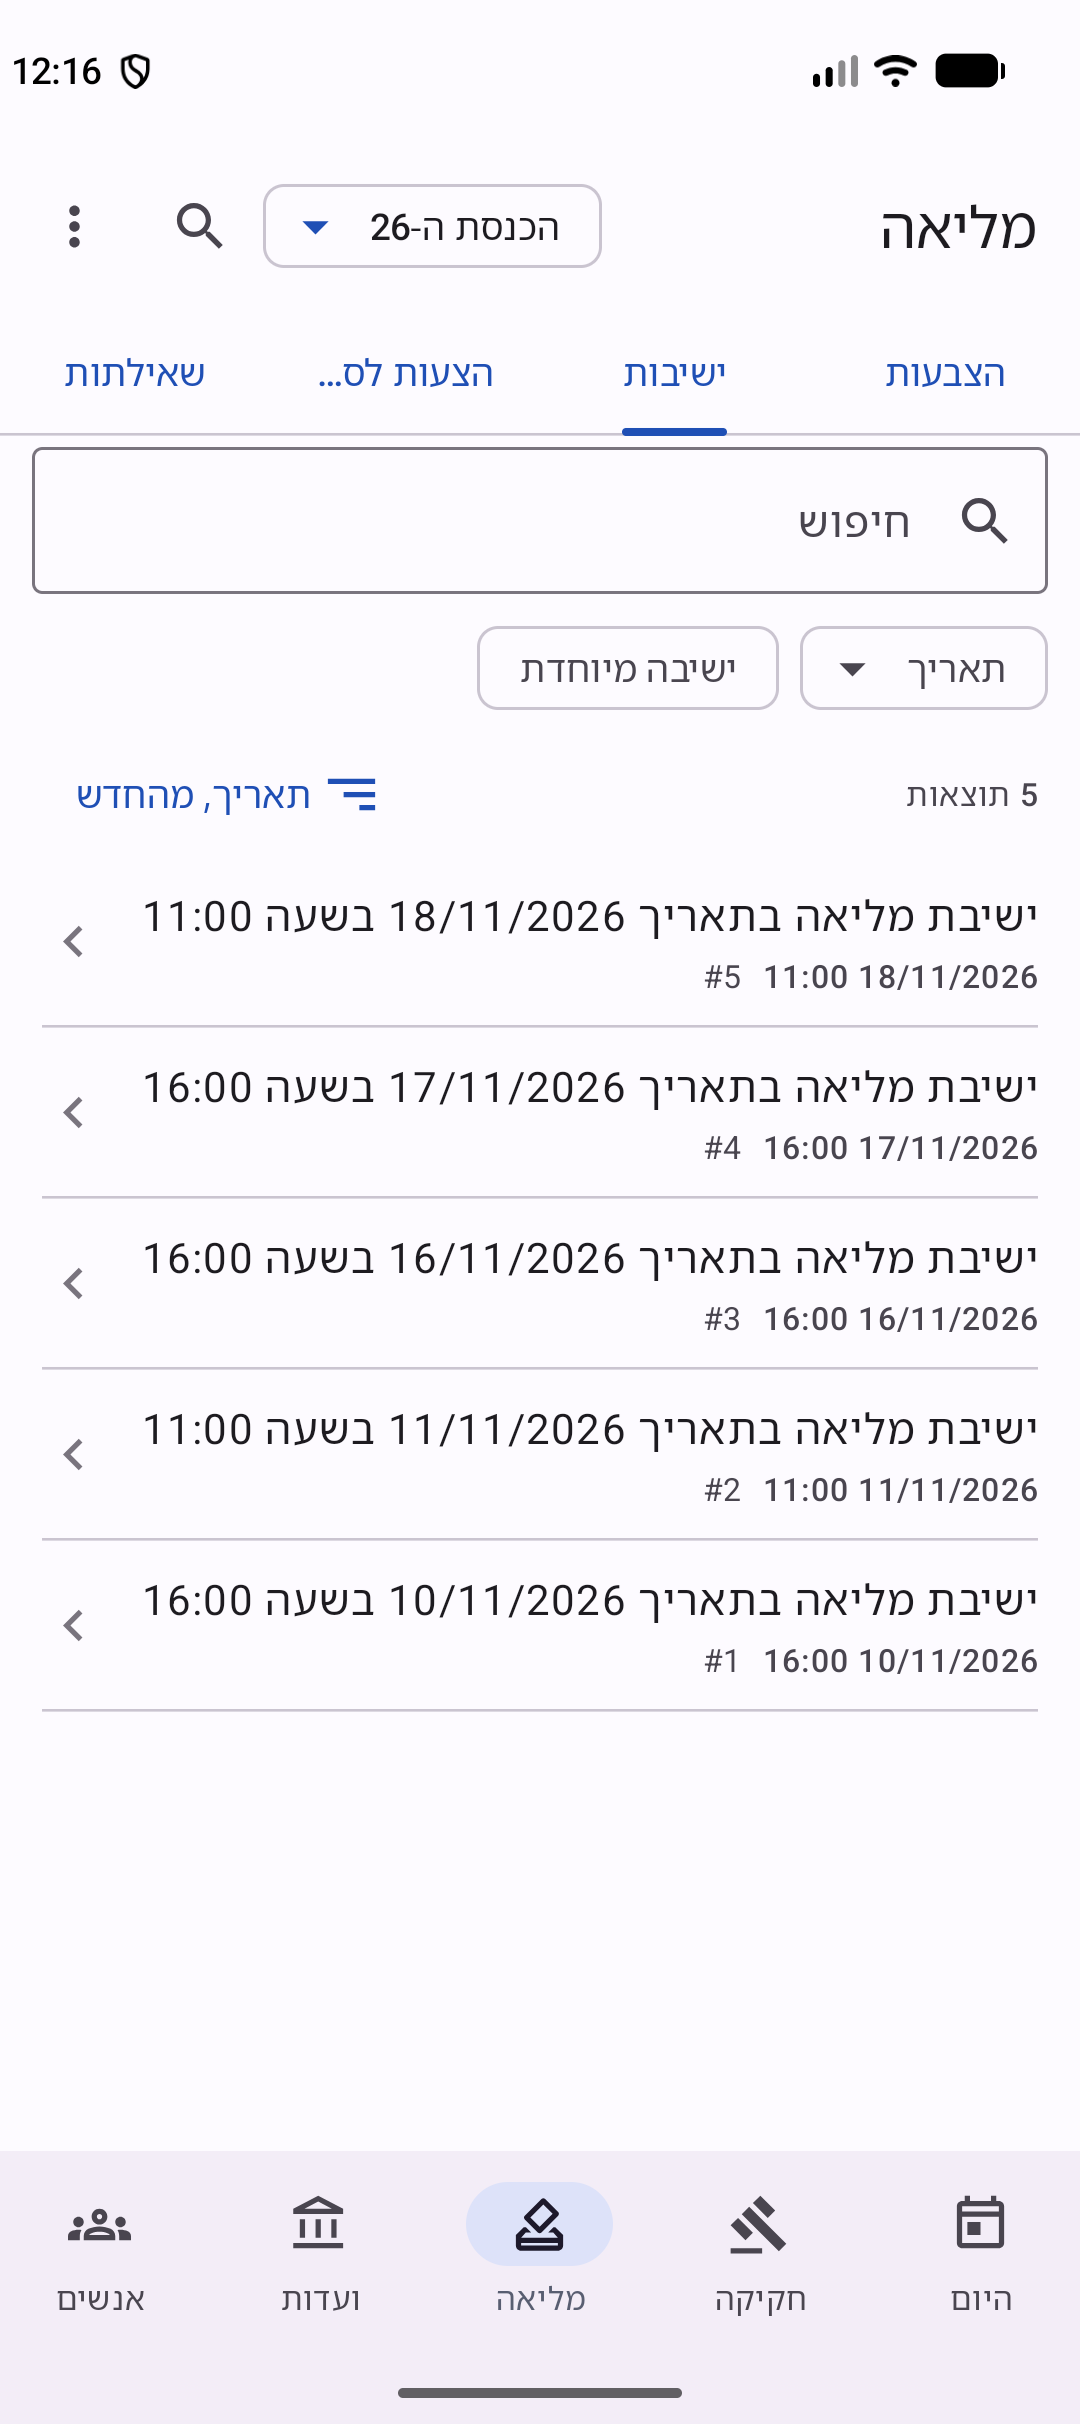 12:16
מליאה
הכנסת ה-26
הצבעות
ישיבות
הצעות לס...
שאילתות
חיפוש
תאריך
ישיבה מיוחדת
5 תוצאות
תאריך, מהחדש
ישיבת מליאה בתאריך 18/11/2026 בשעה 11:00
18/11/2026 11:00 #5
ישיבת מליאה בתאריך 17/11/2026 בשעה 16:00
17/11/2026 16:00 #4
ישיבת מליאה בתאריך 16/11/2026 בשעה 16:00
16/11/2026 16:00 #3
ישיבת מליאה בתאריך 11/11/2026 בשעה 11:00
11/11/2026 11:00 #2
ישיבת מליאה בתאריך 10/11/2026 בשעה 16:00
10/11/2026 16:00 #1
היום
חקיקה
מליאה
ועדות
אנשים